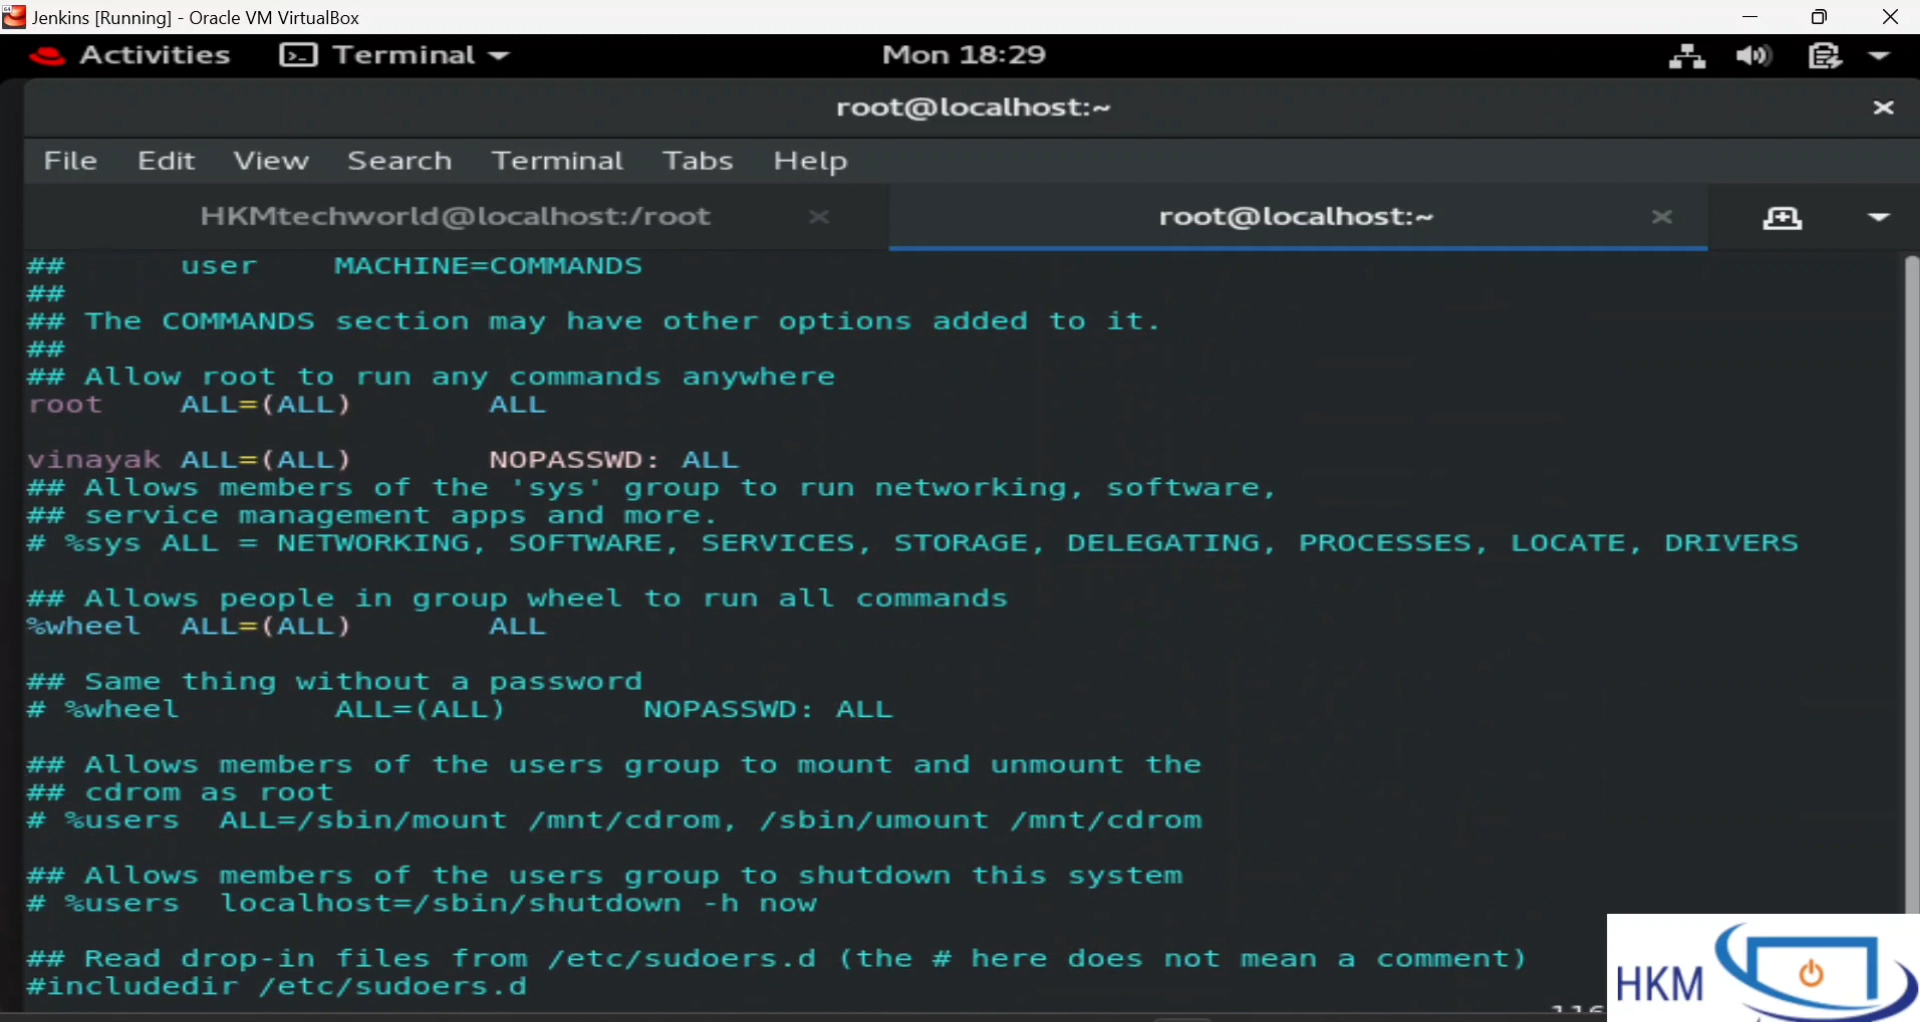 Jenkins [Running] - Oracle VM VirtualBox
Activities Terminal Mon 18:29
root@localhost:~
File Edit View Search Terminal Tabs Help
HKMtechworld@localhost:/root root@localhost:~
## user MACHINE=COMMANDS
##
## The COMMANDS section may have other options added to it.
##
## Allow root to run any commands anywhere
root ALL=(ALL) ALL
vinayak ALL=(ALL) NOPASSWD: ALL
## Allows members of the 'sys' group to run networking, software,
## service management apps and more.
# %sys ALL = NETWORKING, SOFTWARE, SERVICES, STORAGE, DELEGATING, PROCESSES, LOCATE, DRIVERS
## Allows people in group wheel to run all commands
%wheel ALL=(ALL) ALL
## Same thing without a password
# %wheel ALL=(ALL) NOPASSWD: ALL
## Allows members of the users group to mount and unmount the
## cdrom as root
# %users ALL=/sbin/mount /mnt/cdrom, /sbin/umount /mnt/cdrom
## Allows members of the users group to shutdown this system
# %users localhost=/sbin/shutdown -h now
## Read drop-in files from /etc/sudoers.d (the # here does not mean a comment)
#includedir /etc/sudoers.d
HKM